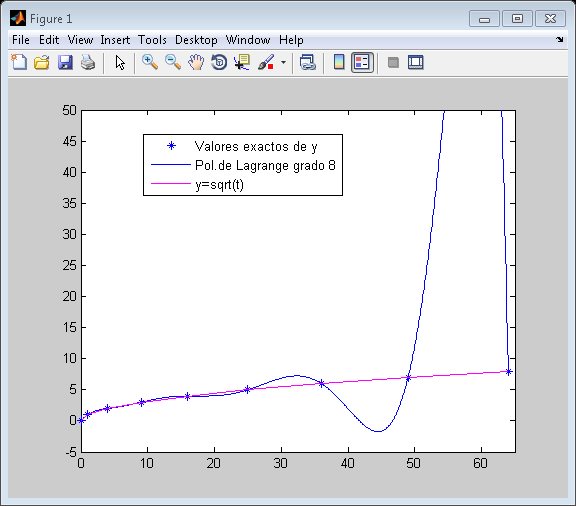 Figure 1
File Edit View Insert Tools Desktop Window Help
50
45
40
35
30
25
20
15
10
5
0
-5
Valores exactos de y
Pol.de Lagrange grado 8
y=sqrt(t)
0 10 20 30 40 50 60